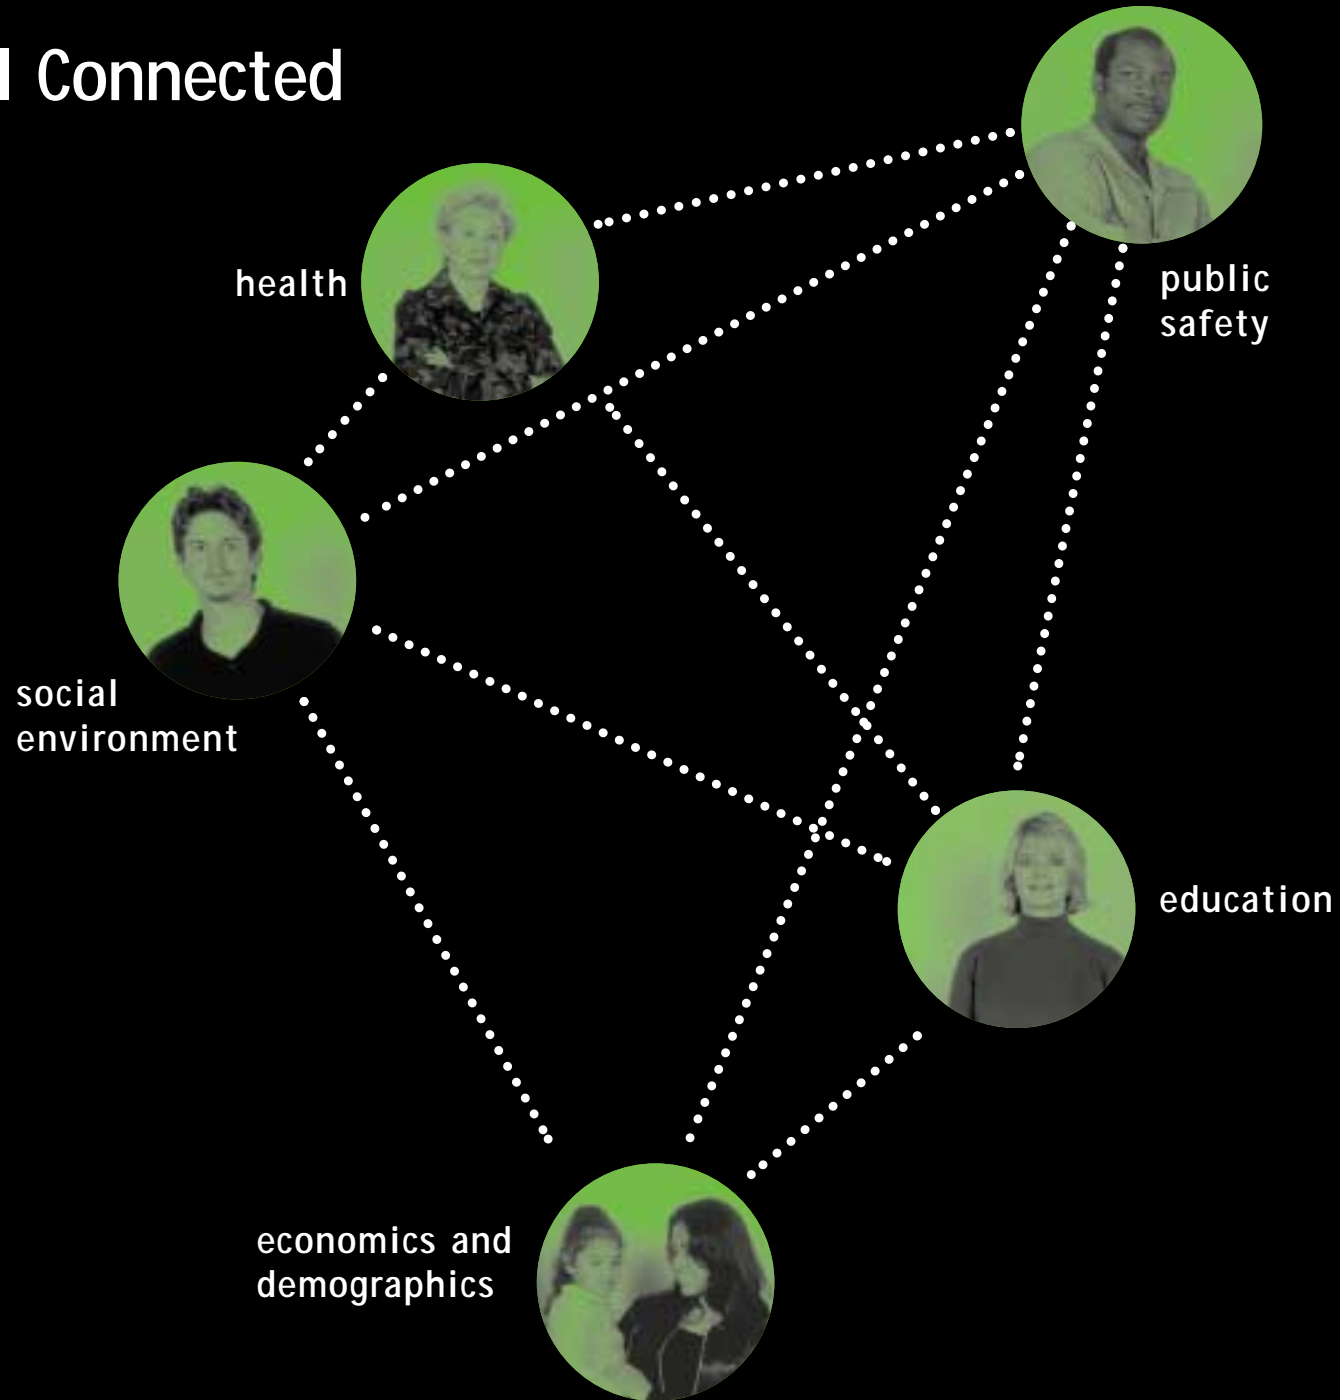 Connected
health
public
safety
social
environment
education
economics and
demographics